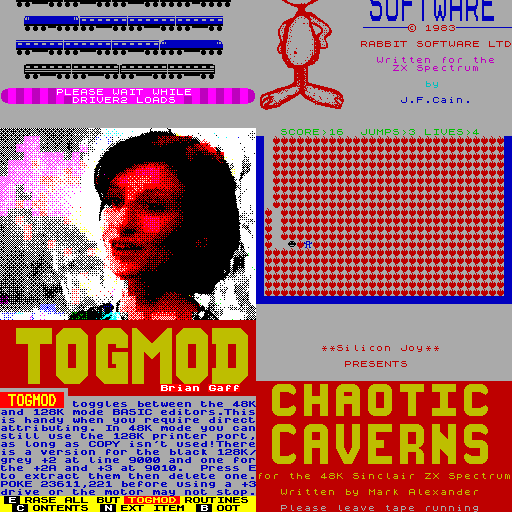 PLEASE WAIT WHILE
DRIVER2 LOADS
SOFTWARE
© 1983
RABBIT SOFTWARE LTD
Written for the
ZX Spectrum
by
J.F.Cain.
SCORE>16 JUMPS>3 LIVES>4
TOGMOD
Brian Gaff
TOGMOD toggles between the 48K
and 128K mode BASIC editors.This
is handy when you require direct
attributing. In 48K mode you can
still use the 128K printer port,
as long as COPY isn't used!There
is a version for the black 128K/
grey +2 at line 9000 and one for
the +2A and +3 at 9010. Press E
to extract them then delete one.
POKE 23611,221 before using a +3
drive or the motor may not stop.
E RASE ALL BUT TOGMOD ROUTINES
C ONTENTS N EXT ITEM B OOT
**Silicon Joy**
PRESENTS
CHAOTIC
CAVERNS
for the 48K Sinclair ZX Spectrum
Written by Mark Alexander
Please leave tape running